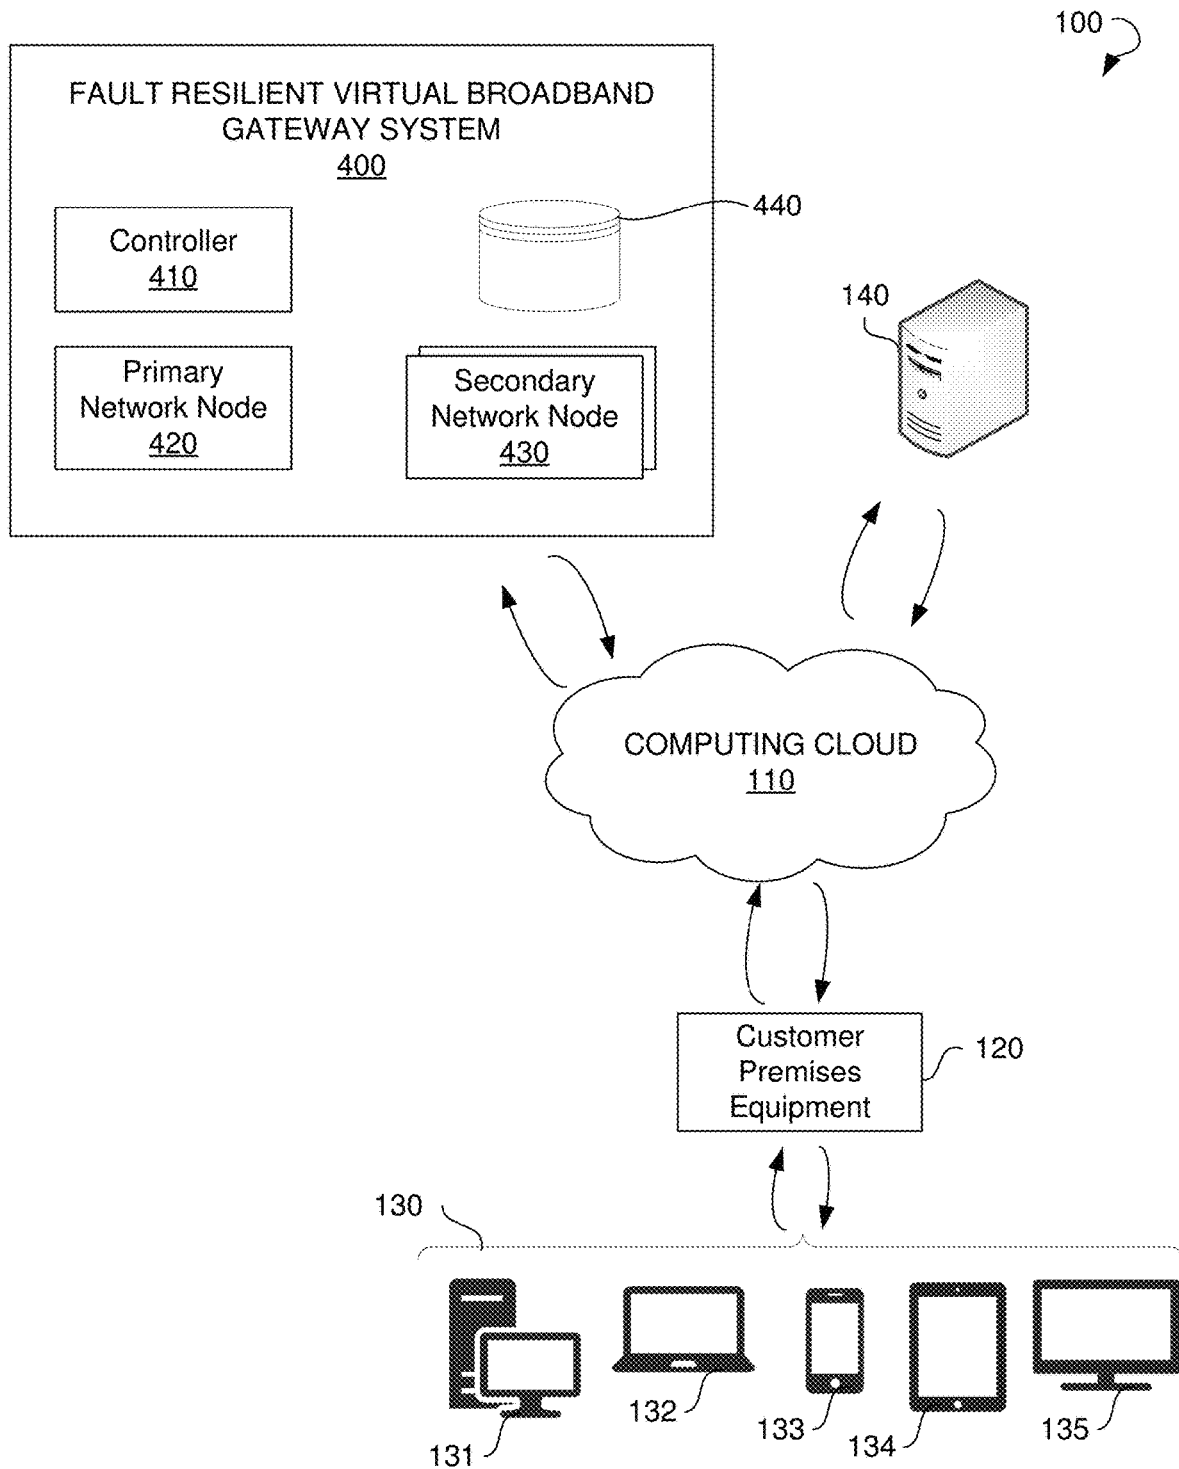 100
FAULT RESILIENT VIRTUAL BROADBAND
GATEWAY SYSTEM
400
440
Controller
410
140
Primary
Network Node
420
Secondary
Network Node
430
COMPUTING CLOUD
110
Customer
Premises
Equipment
120
130
131
132
133
134
135